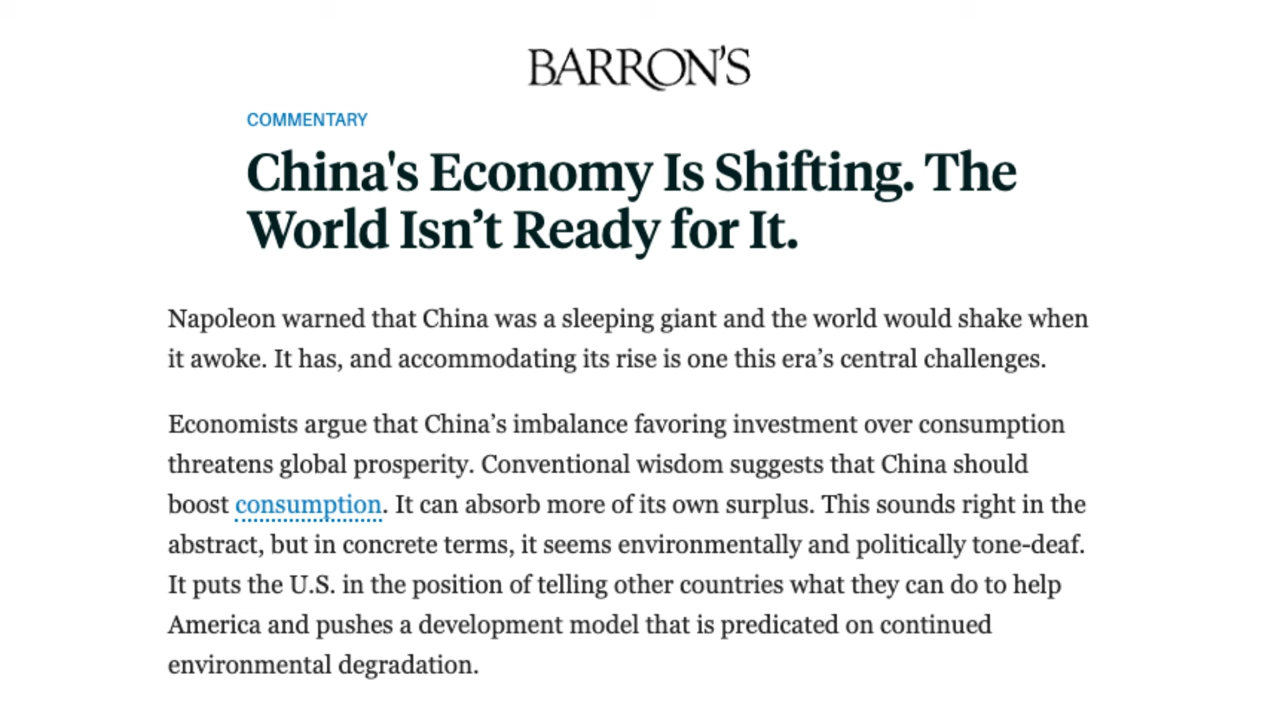 BARRON'S
COMMENTARY
China's Economy Is Shifting. The
World Isn’t Ready for It.
Napoleon warned that China was a sleeping giant and the world would shake when
it awoke. It has, and accommodating its rise is one this era’s central challenges.
Economists argue that China’s imbalance favoring investment over consumption
threatens global prosperity. Conventional wisdom suggests that China should
boost consumption. It can absorb more of its own surplus. This sounds right in the
abstract, but in concrete terms, it seems environmentally and politically tone-deaf.
It puts the U.S. in the position of telling other countries what they can do to help
America and pushes a development model that is predicated on continued
environmental degradation.